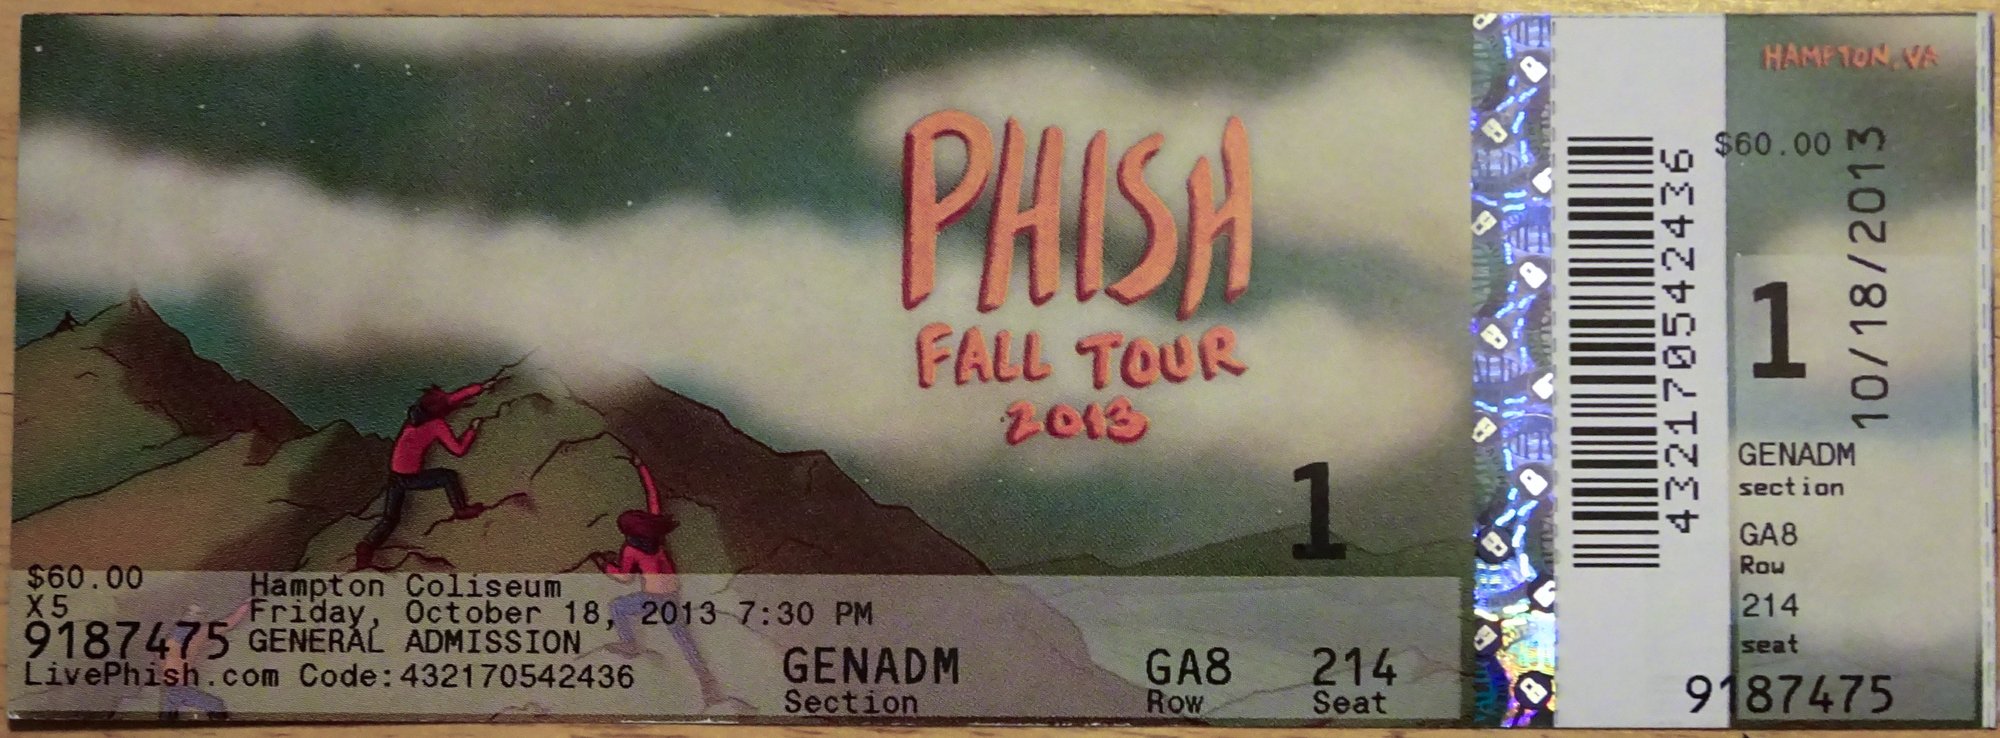 PHISH
FALL TOUR
2013
1
$60.00
X5
9187475
Hampton Coliseum
Friday, October 18, 2013 7:30 PM
GENERAL ADMISSION
LivePhish.com Code:432170542436
GENADM
Section
GA8
Row
214
Seat
432170542436
HAMPTON, VA
$60.00
10/18/2013
1
GENADM
section
GA8
Row
214
seat
9187475